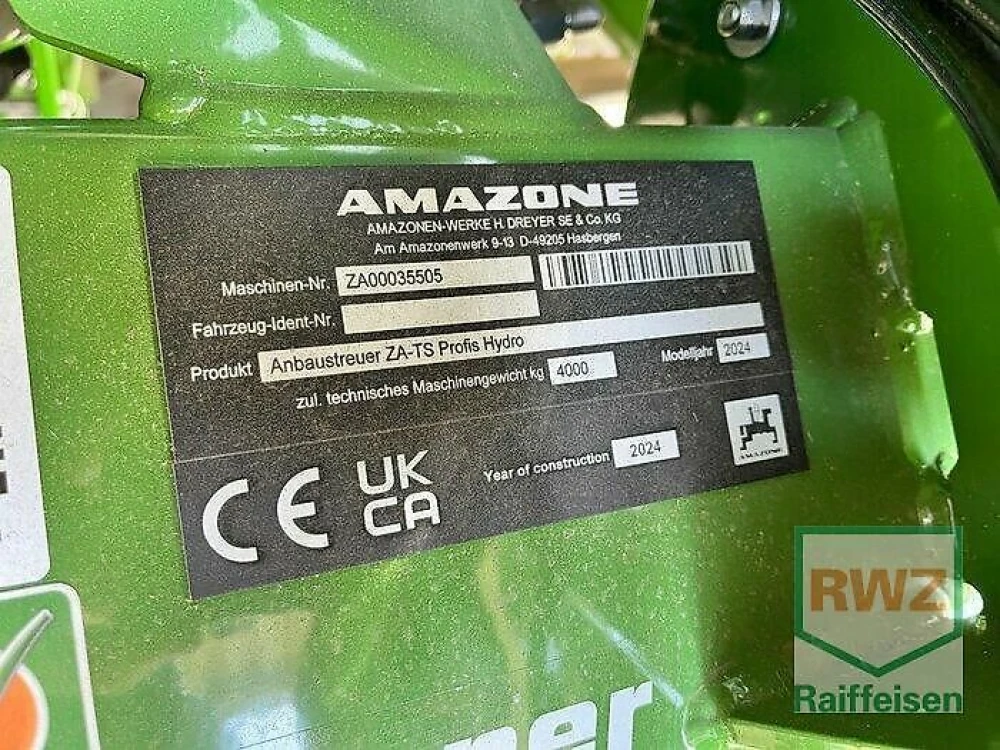 AMAZONE
AMAZONEN-WERKE H. DREYER SE & Co. KG
Am Amazonenwerk 9-13 D-49205 Hasbergen
Maschinen-Nr. ZA00035505
Fahrzeug-Ident-Nr.
Produkt Anbaustreuer ZA-TS Profis Hydro
zul. technisches Maschinengewicht kg 4000 Modelljahr 2024
CE UK
CA
Year of construction 2024
AMAZONE
RWZ
Raiffeisen